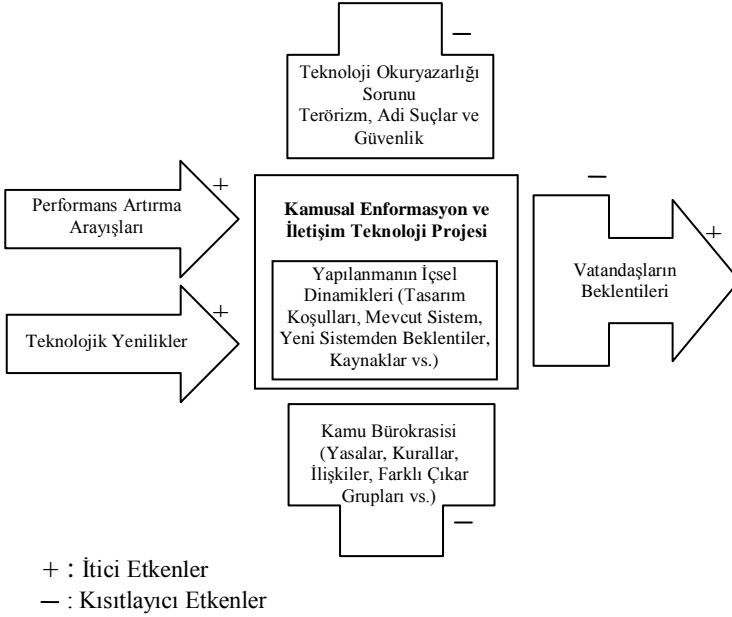 −
Teknoloji Okuryazarlığı
Sorunu
Terörizm, Adi Suçlar ve
Güvenlik
+
Performans Artırma
Arayışları
+
Teknolojik Yenilikler
Kamusal Enformasyon ve
İletişim Teknoloji Projesi
Yapılanmanın İçsel
Dinamikleri (Tasarım
Koşulları, Mevcut Sistem,
Yeni Sistemden Beklentiler,
Kaynaklar vs.)
−
+
Vatandaşların
Beklentileri
Kamu Bürokrasisi
(Yasalar, Kurallar,
İlişkiler, Farklı Çıkar
Grupları vs.)
−
+ : İtici Etkenler
− : Kısıtlayıcı Etkenler